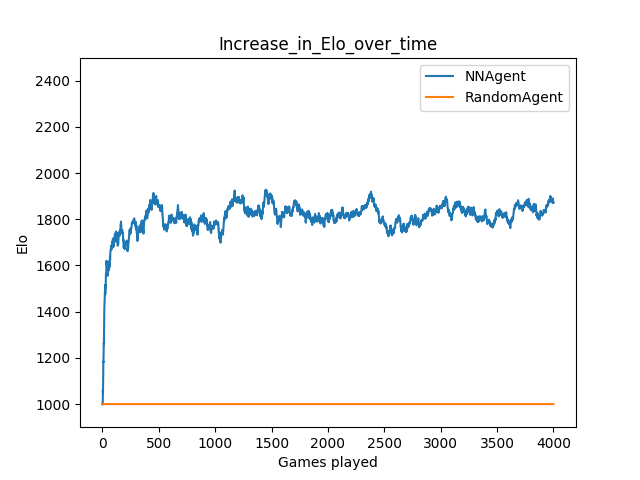 Increase_in_Elo_over_time
NNAgent
RandomAgent
2400
2200
2000
1800
1600
1400
1200
1000
Elo
0 500 1000 1500 2000 2500 3000 3500 4000
Games played